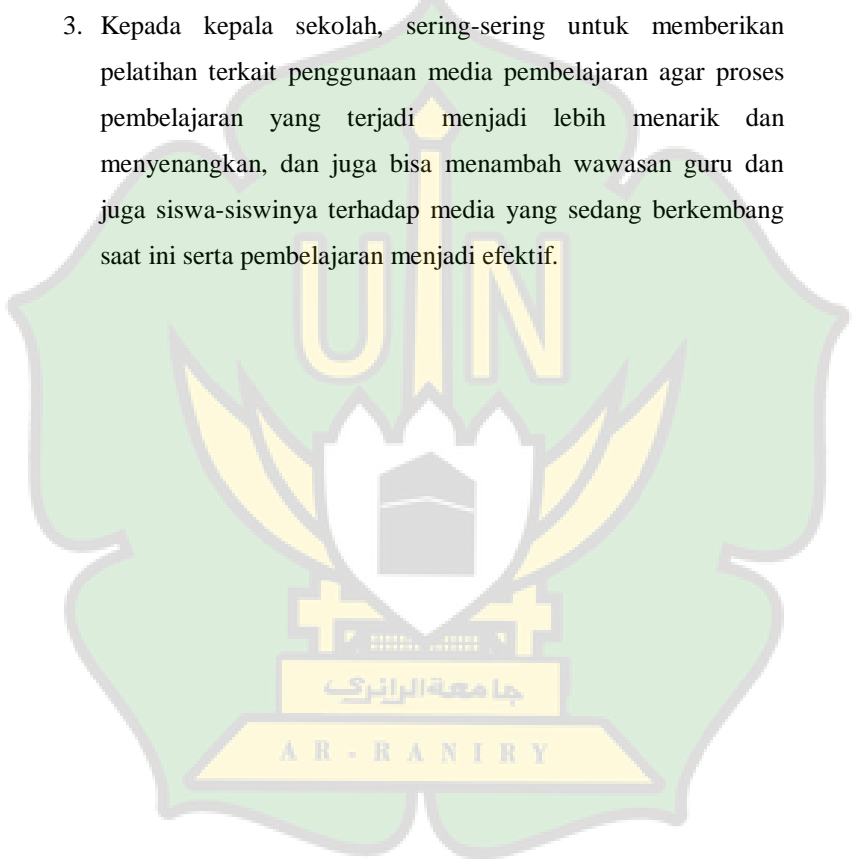 3. Kepada kepala sekolah, sering-sering untuk memberikan
pelatihan terkait penggunaan media pembelajaran agar proses
pembelajaran yang terjadi menjadi lebih menarik dan
menyenangkan, dan juga bisa menambah wawasan guru dan
juga siswa-siswinya terhadap media yang sedang berkembang
saat ini serta pembelajaran menjadi efektif.
UIN
جامعة الرانري
AR-RANIRY